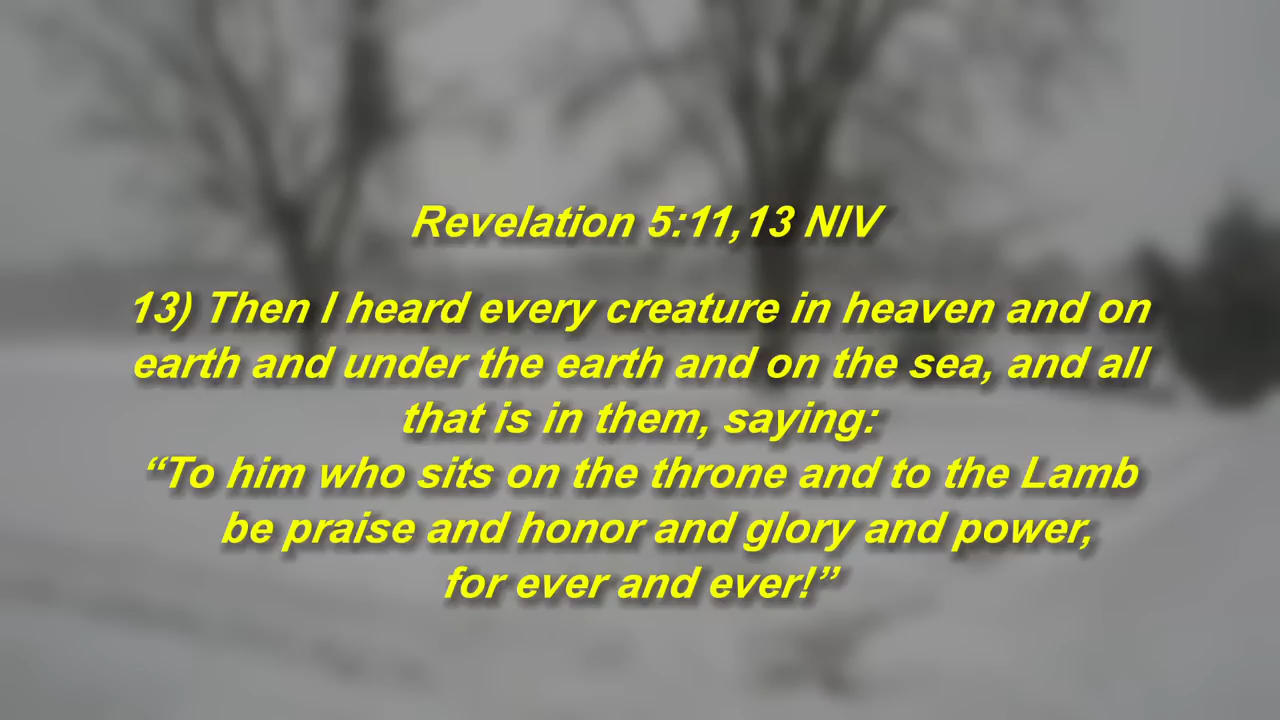 Revelation 5:11,13 NIV
13) Then I heard every creature in heaven and on
earth and under the earth and on the sea, and all
that is in them, saying:
“To him who sits on the throne and to the Lamb
be praise and honor and glory and power,
for ever and ever!”